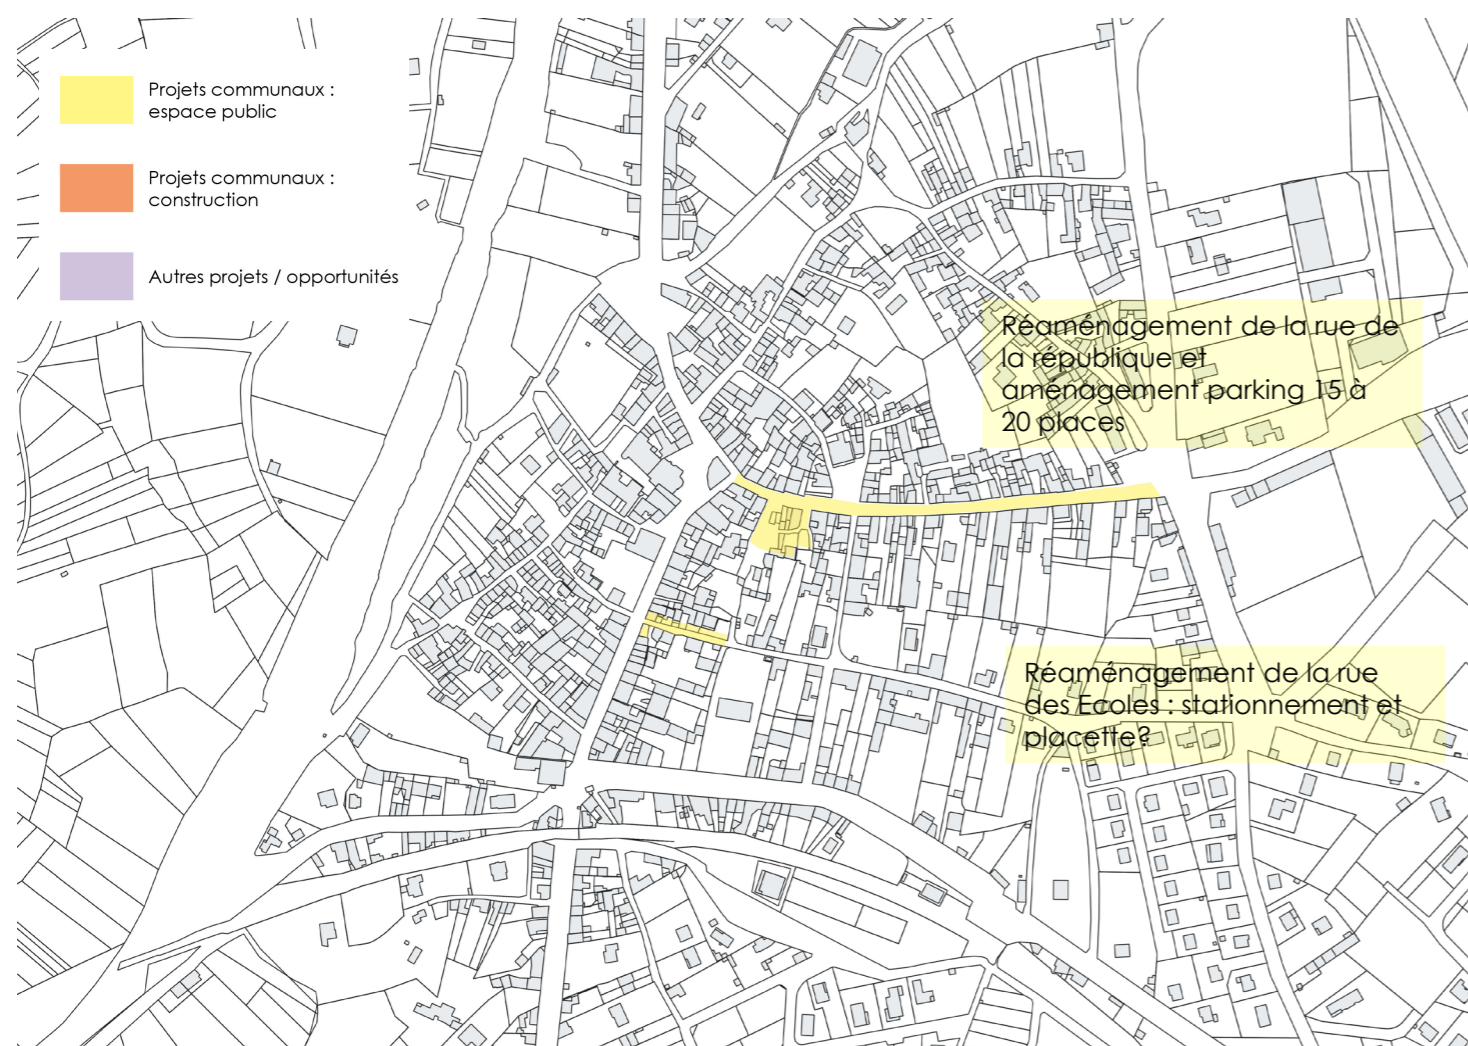 Projets communaux :
espace public
Projets communaux :
construction
Autres projets / opportunités
Réaménagement de la rue de
la république et
aménagement parking 15 à
20 places
Réaménagement de la rue
des Ecoles : stationnement et
placette?